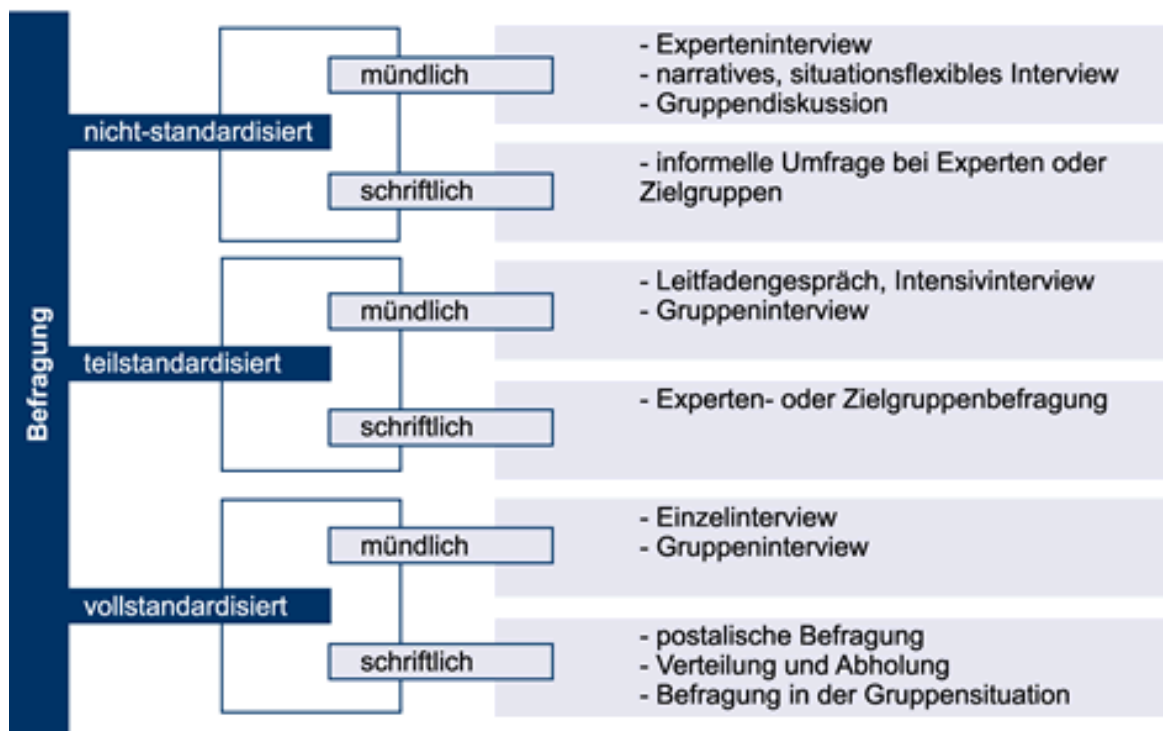 Befragung
nicht-standardisiert
mündlich
- Experteninterview
- narratives, situationsflexibles Interview
- Gruppendiskussion
schriftlich
- informelle Umfrage bei Experten oder
Zielgruppen
teilstandardisiert
mündlich
- Leitfadengespräch, Intensivinterview
- Gruppeninterview
schriftlich
- Experten- oder Zielgruppenbefragung
vollstandardisiert
mündlich
- Einzelinterview
- Gruppeninterview
schriftlich
- postalische Befragung
- Verteilung und Abholung
- Befragung in der Gruppensituation